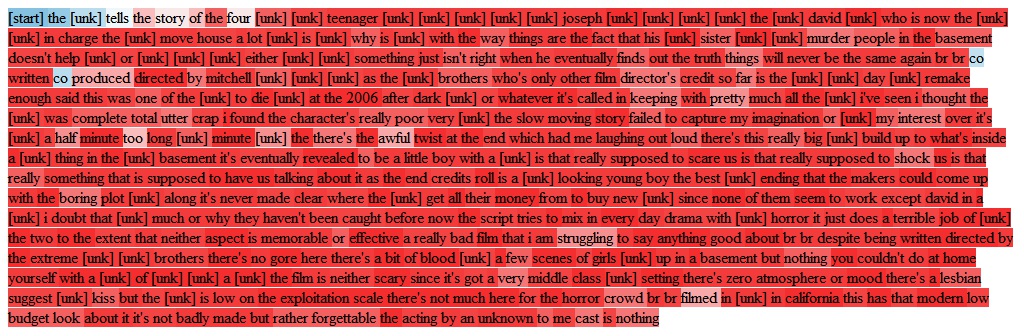 [start] the [unk] tells the story of the four [unk] [unk] teenager [unk] [unk] [unk] [unk] [unk] joseph [unk] [unk] [unk] [unk] the [unk] david [unk] who is now the [unk]
[unk] in charge the [unk] move house a lot [unk] is [unk] why is [unk] with the way things are the fact that his [unk] sister [unk] [unk] murder people in the basement
doesn't help [unk] or [unk] [unk] [unk] either [unk] [unk] something just isn't right when he eventually finds out the truth things will never be the same again br br co
written co produced directed by mitchell [unk] [unk] [unk] as the [unk] brothers who's only other film director's credit so far is the [unk] [unk] day [unk] remake
enough said this was one of the [unk] to die [unk] at the 2006 after dark [unk] or whatever it's called in keeping with pretty much all the [unk] i've seen i thought the
[unk] was complete total utter crap i found the character's really poor very [unk] the slow moving story failed to capture my imagination or [unk] my interest over it's
[unk] a half minute too long [unk] minute [unk] the there's the awful twist at the end which had me laughing out loud there's this really big [unk] build up to what's inside
a [unk] thing in the [unk] basement it's eventually revealed to be a little boy with a [unk] is that really supposed to scare us is that really supposed to shock us is that
really something that is supposed to have us talking about it as the end credits roll is a [unk] looking young boy the best [unk] ending that the makers could come up
with the boring plot [unk] along it's never made clear where the [unk] get all their money from to buy new [unk] since none of them seem to work except david in a
[unk] i doubt that [unk] much or why they haven't been caught before now the script tries to mix in every day drama with [unk] horror it just does a terrible job of [unk]
the two to the extent that neither aspect is memorable or effective a really bad film that i am struggling to say anything good about br br despite being written directed by
the extreme [unk] brothers there's no gore here there's a bit of blood [unk] a few scenes of girls [unk] up in a basement but nothing you couldn't do at home
yourself with a [unk] of [unk] [unk] a [unk] the film is neither scary since it's got a very middle class [unk] setting there's zero atmosphere or mood there's a lesbian
suggest [unk] kiss but the [unk] is low on the exploitation scale there's not much here for the horror crowd br br filmed in [unk] in california this has that modern low
budget look about it it's not badly made but rather forgettable the acting by an unknown to me cast is nothing